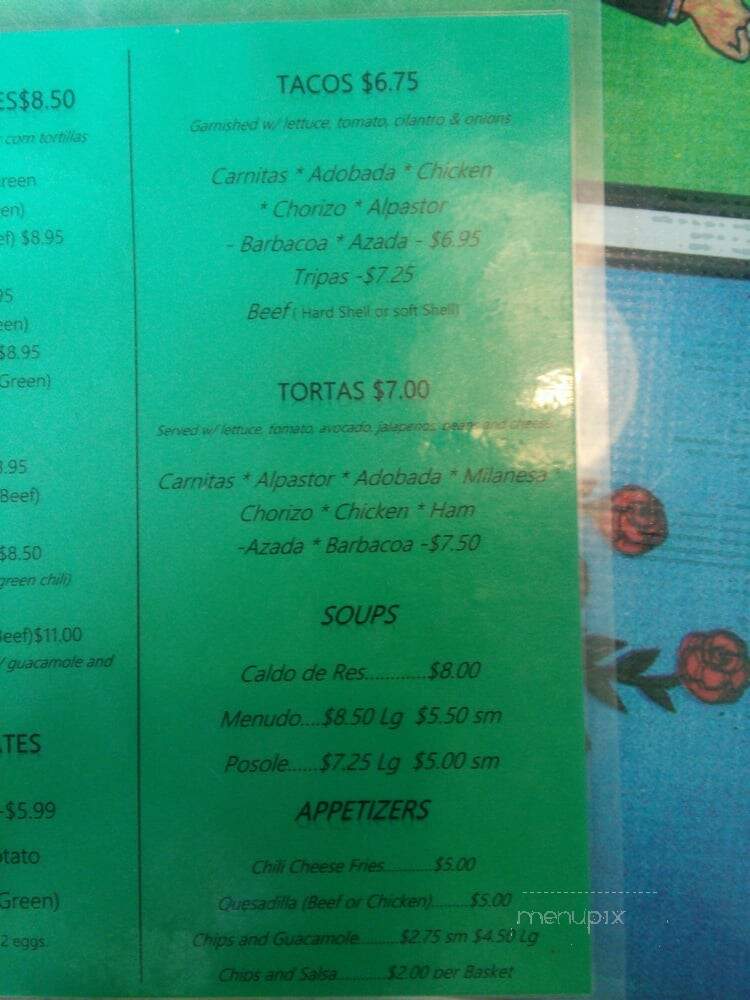 ES$8.50
corn tortillas
reen
en)
ef) $8.95
95
een)
$8.95
Green)
.95
Beef)
$8.50
green chili)
Beef)$11.00
/ guacamole and
TES
-$5.99
otato
Green)
2 eggs.
TACOS $6.75
Garnished w/ lettuce, tomato, cilantro & onions
Carnitas * Adobada * Chicken
* Chorizo * Alpastor
- Barbacoa * Azada - $6.95
Tripas -$7.25
Beef ( Hard Shell or soft Shell)
TORTAS $7.00
Served w/ lettuce, tomato, avocado, jalapenos, beans and cheese
Carnitas * Alpastor * Adobada * Milanesa *
Chorizo * Chicken * Ham
-Azada * Barbacoa -$7.50
SOUPS
Caldo de Res............$8.00
Menudo....$8.50 Lg $5.50 sm
Posole......$7.25 Lg $5.00 sm
APPETIZERS
Chili Cheese Fries...........$5.00
Quesadilla (Beef or Chicken).........$5.00
Chips and Guacamole.........$2.75 sm $4.50 Lg
Chips and Salsa............$2.00 per Basket
menupix